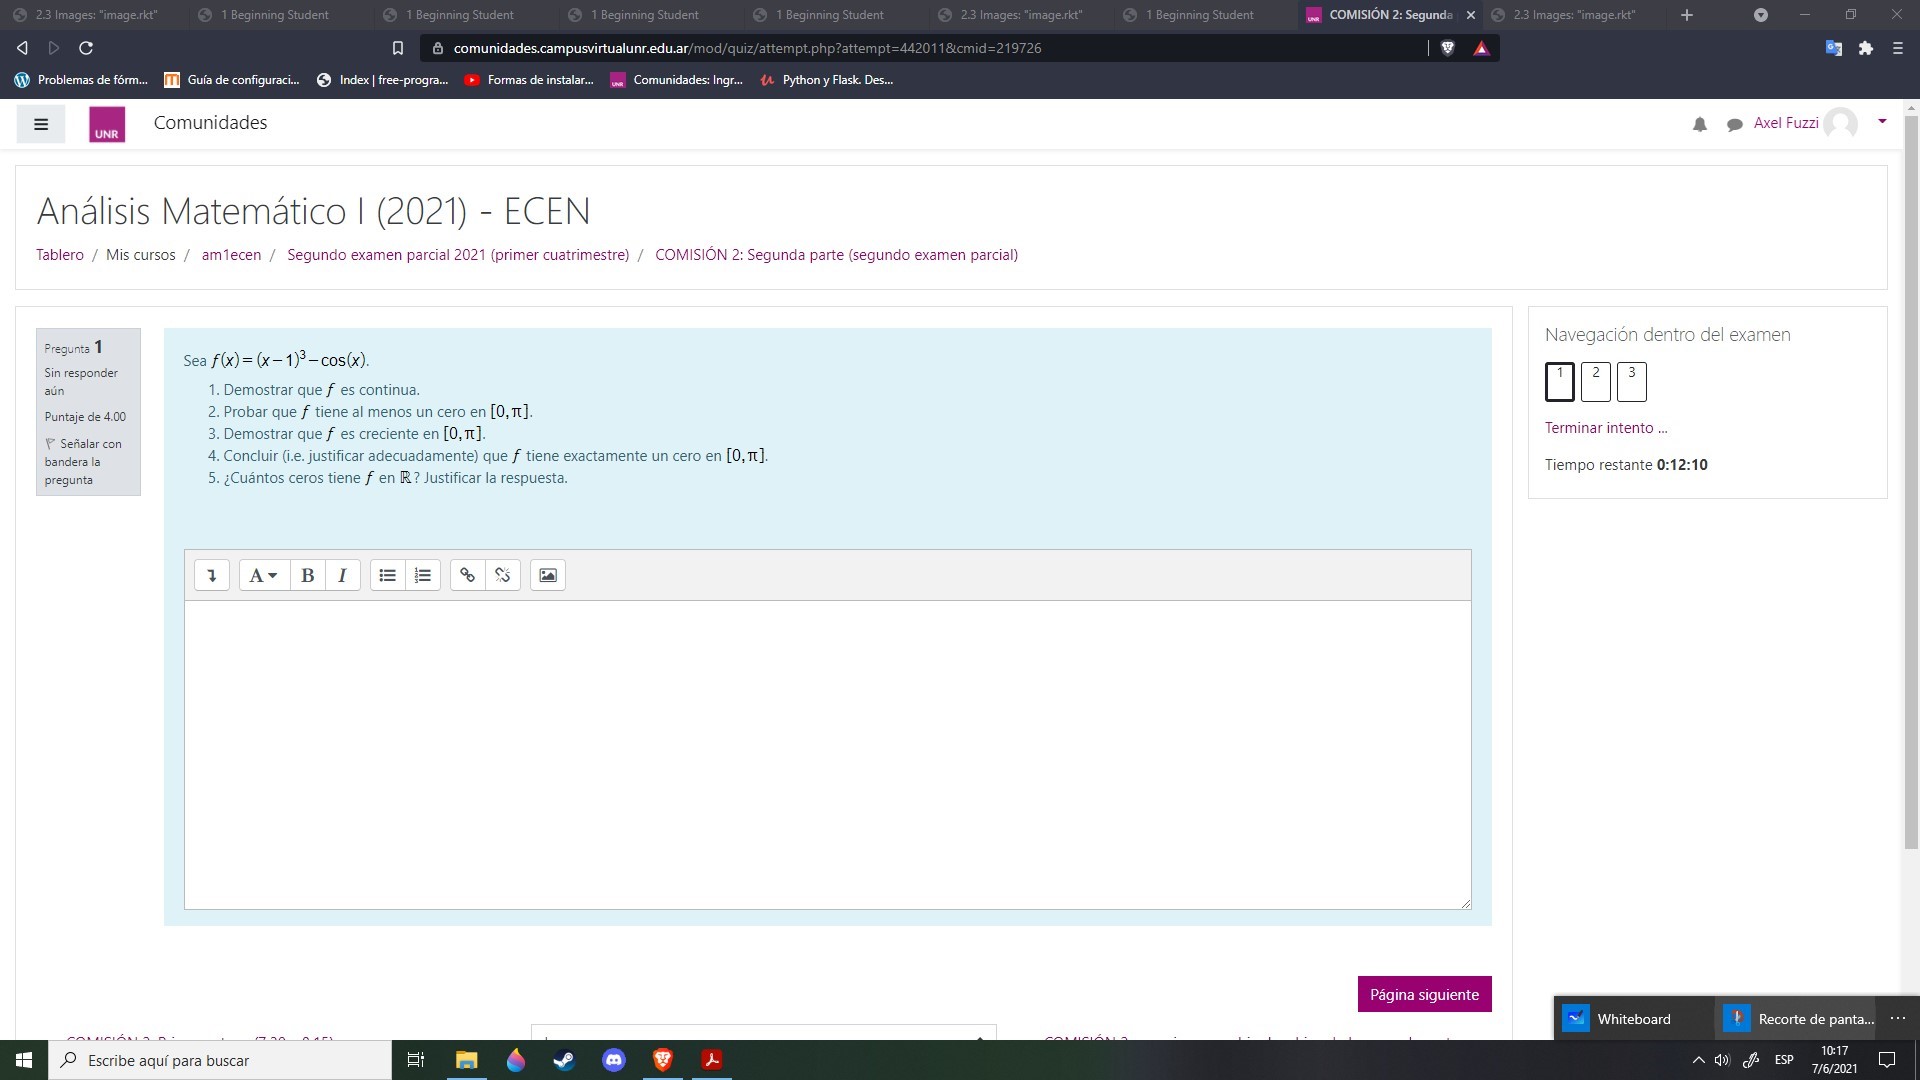 2.3 Images: "image.rkt"
1 Beginning Student
1 Beginning Student
1 Beginning Student
1 Beginning Student
2.3 Images: "image.rkt"
1 Beginning Student
COMISIÓN 2: Segunda
2.3 Images: "image.rkt"
comunidades.campusvirtualunr.edu.ar/mod/quiz/attempt.php?attempt=442011&cmid=219726
Problemas de fórm...
Guía de configuraci...
Index | free-progra...
Formas de instalar...
Comunidades: Ingr...
Python y Flask. Des...
UNR
Comunidades
Axel Fuzzi
Análisis Matemático I (2021) - ECEN
Tablero / Mis cursos / am1ecen / Segundo examen parcial 2021 (primer cuatrimestre) / COMISIÓN 2: Segunda parte (segundo examen parcial)
Pregunta 1
Sin responder
aún
Puntaje de 4.00
Señalar con
bandera la
pregunta
Sea f(x) = (x − 1)³ − cos(x).
1. Demostrar que f es continua.
2. Probar que f tiene al menos un cero en [0, π].
3. Demostrar que f es creciente en [0, π].
4. Concluir (i.e. justificar adecuadamente) que f tiene exactamente un cero en [0, π].
5. ¿Cuántos ceros tiene f en ℝ? Justificar la respuesta.
A B I
Navegación dentro del examen
1 2 3
Terminar intento ...
Tiempo restante 0:12:10
Página siguiente
Whiteboard
Recorte de panta...
Escribe aquí para buscar
ESP
10:17
7/6/2021